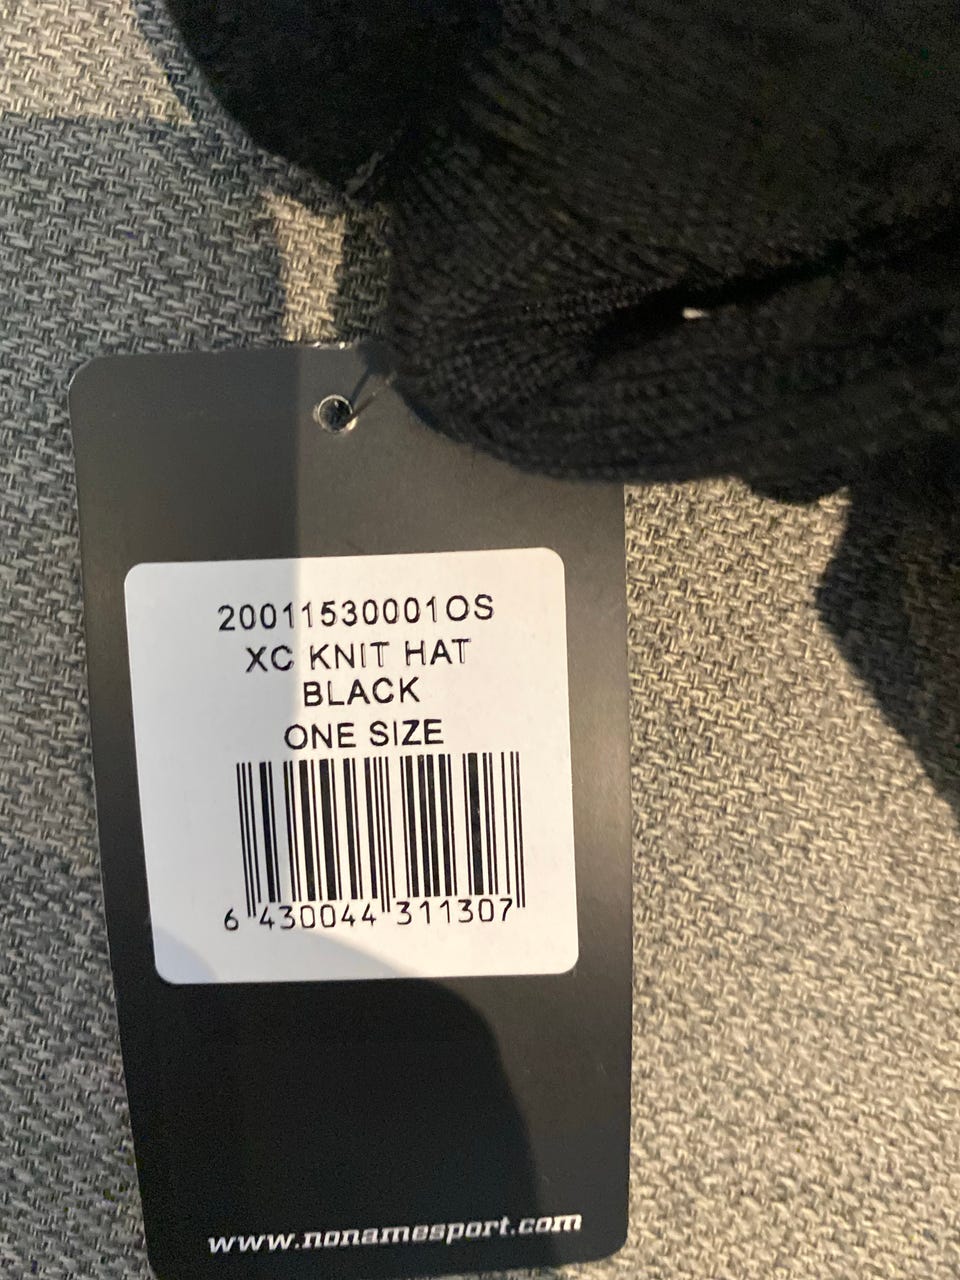 20011530001OS
XC KNIT HAT
BLACK
ONE SIZE
6 430044 311307
www.nonamesport.com